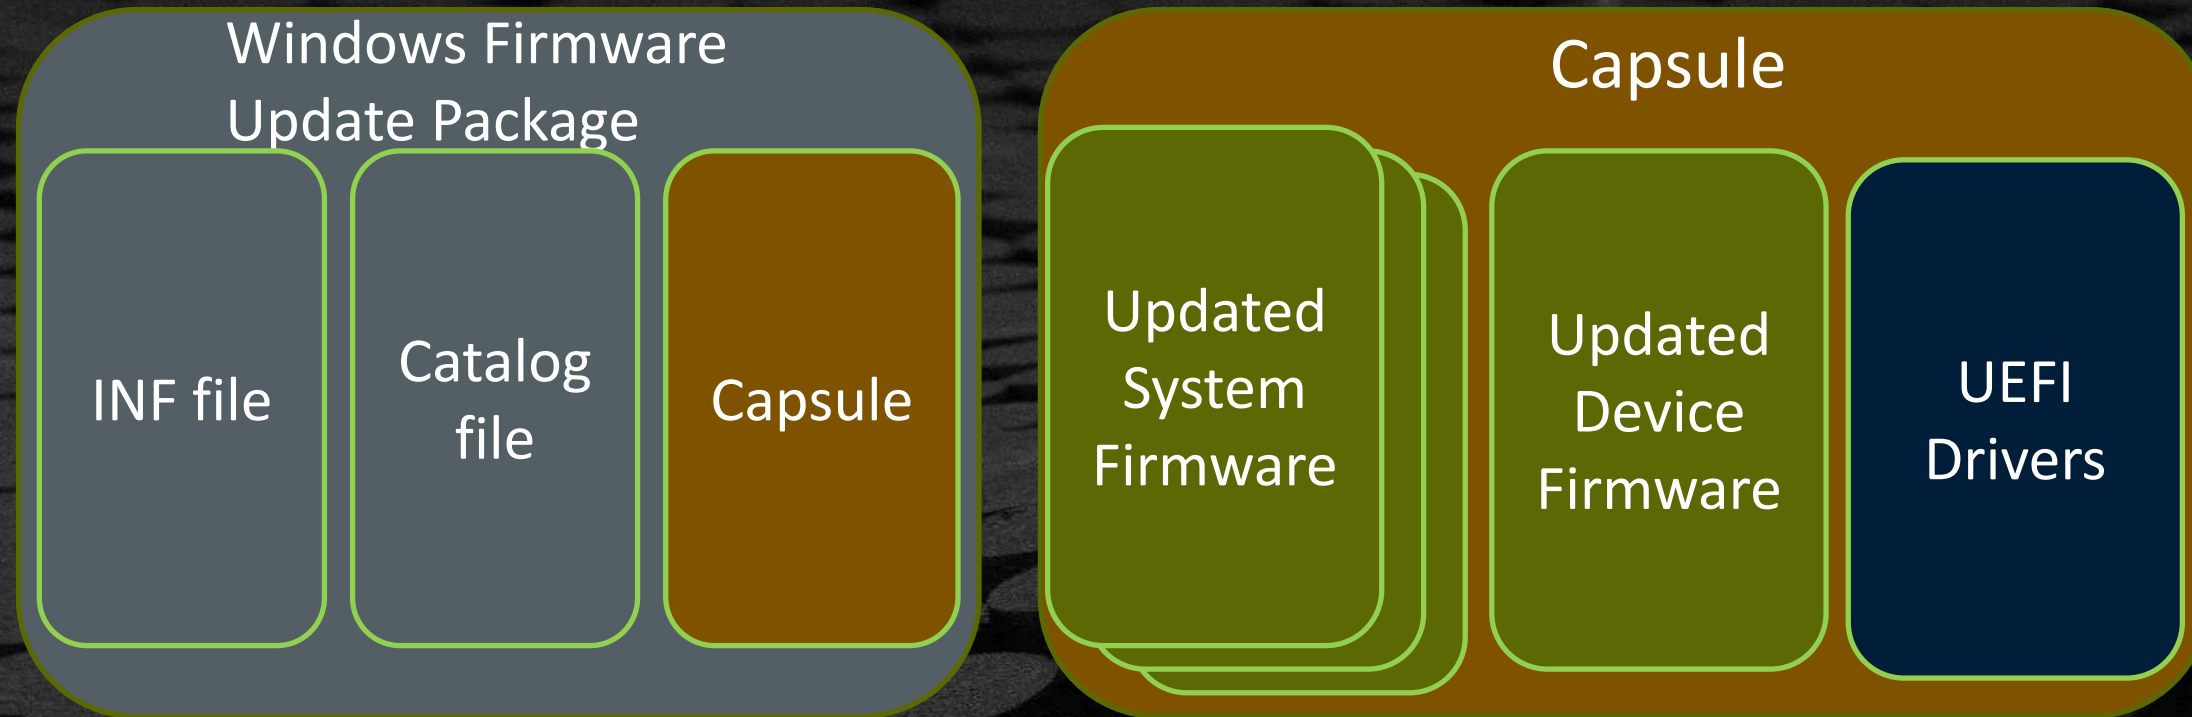 Windows Firmware
Update Package
INF file
Catalog
file
Capsule
Capsule
Updated
System
Firmware
Updated
Device
Firmware
UEFI
Drivers